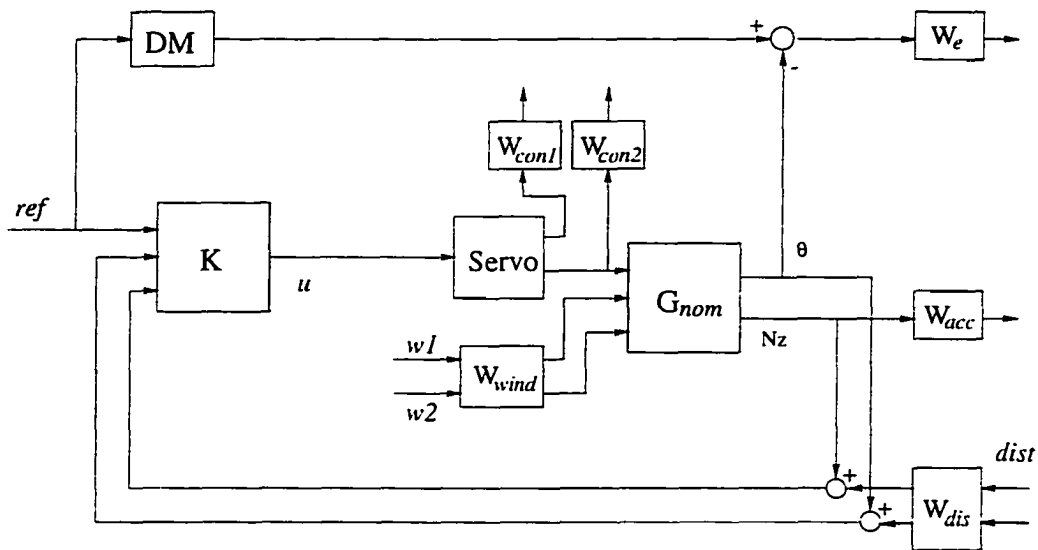 DM
+
-
W_e
W_con1
W_con2
ref
K
u
Servo
θ
G_nom
Nz
W_acc
w1
w2
W_wind
dist
+
+
W_dis